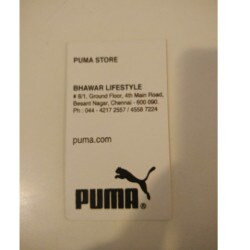 PUMA STORE
BHAWAR LIFESTYLE
# 8/1, Ground Floor, 4th Main Road,
Besant Nagar, Chennai - 600 090.
Ph : 044 - 4217 2557 / 4558 7224
puma.com
PUMA®